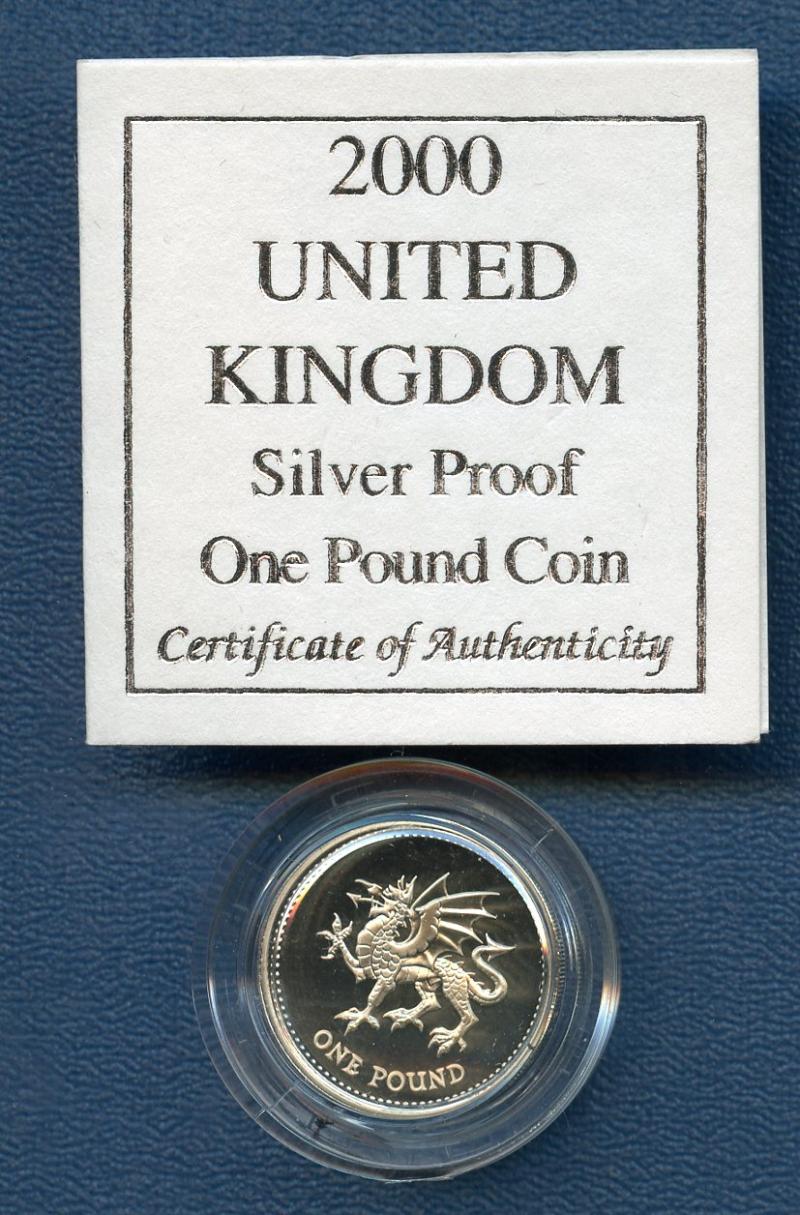 2000
UNITED
KINGDOM
Silver Proof
One Pound Coin
Certificate of Authenticity
ONE POUND